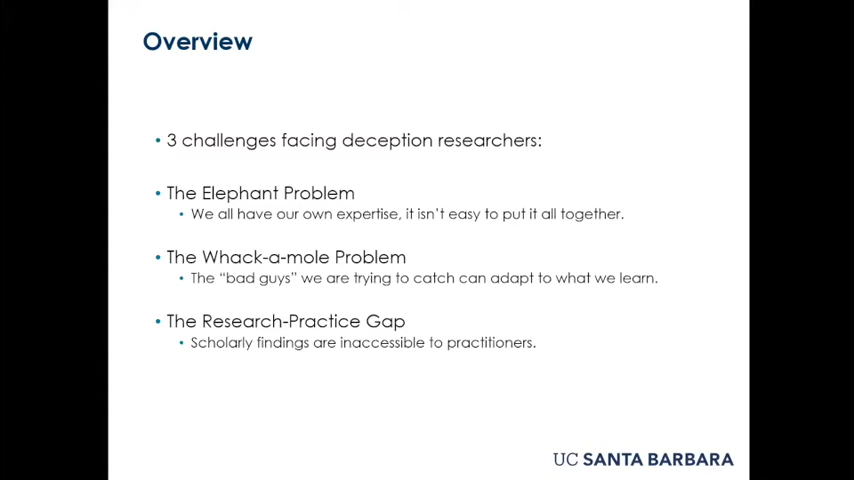 Overview
• 3 challenges facing deception researchers:
• The Elephant Problem
• We all have our own expertise, it isn't easy to put it all together.
• The Whack-a-mole Problem
• The “bad guys” we are trying to catch can adapt to what we learn.
• The Research-Practice Gap
• Scholarly findings are inaccessible to practitioners.
UC SANTA BARBARA